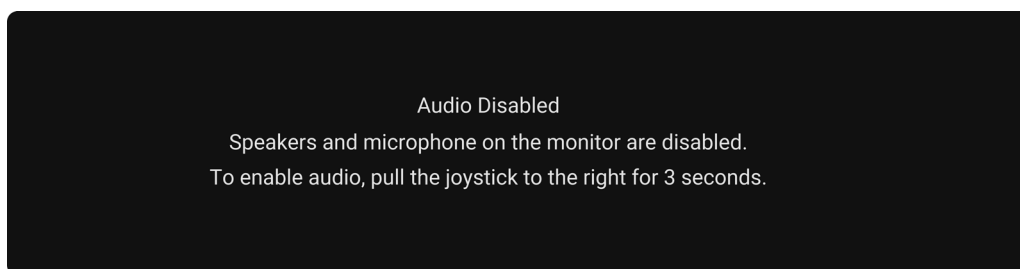 Audio Disabled
Speakers and microphone on the monitor are disabled.
To enable audio, pull the joystick to the right for 3 seconds.